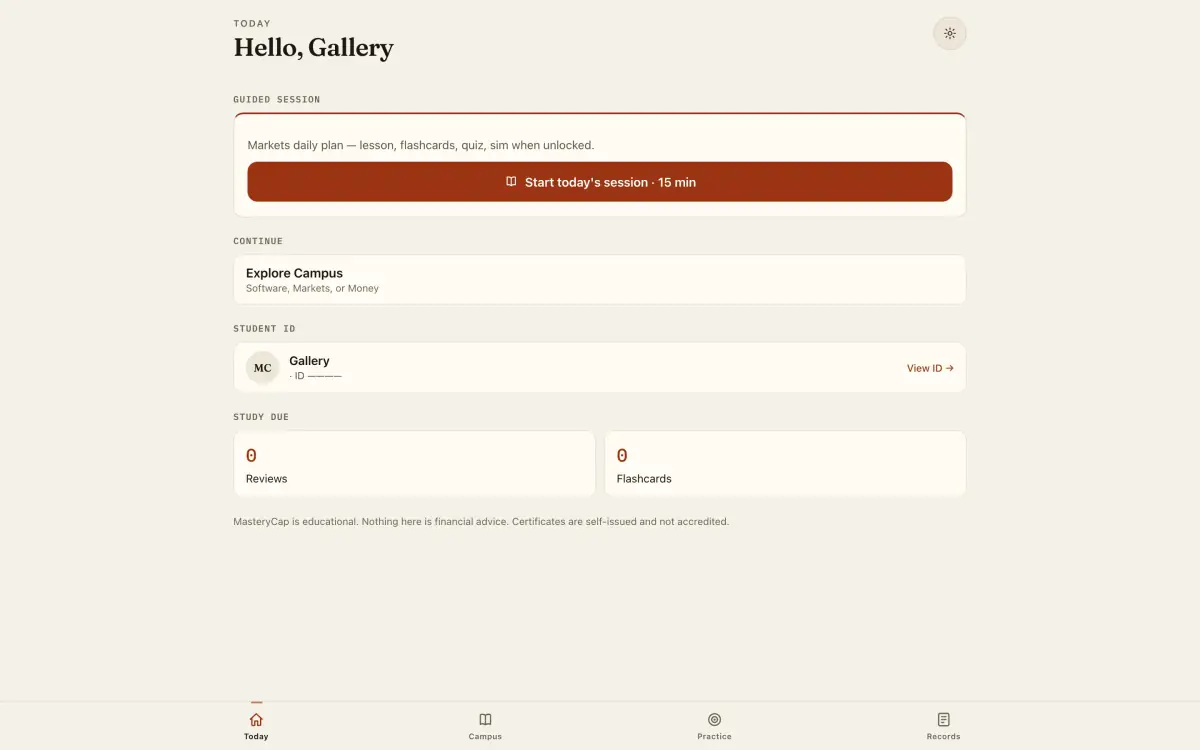 TODAY
Hello, Gallery
GUIDED SESSION
Markets daily plan — lesson, flashcards, quiz, sim when unlocked.
Start today's session · 15 min
CONTINUE
Explore Campus
Software, Markets, or Money
STUDENT ID
MC
Gallery
· ID ————
View ID →
STUDY DUE
0
Reviews
0
Flashcards
MasteryCap is educational. Nothing here is financial advice. Certificates are self-issued and not accredited.
Today
Campus
Practice
Records